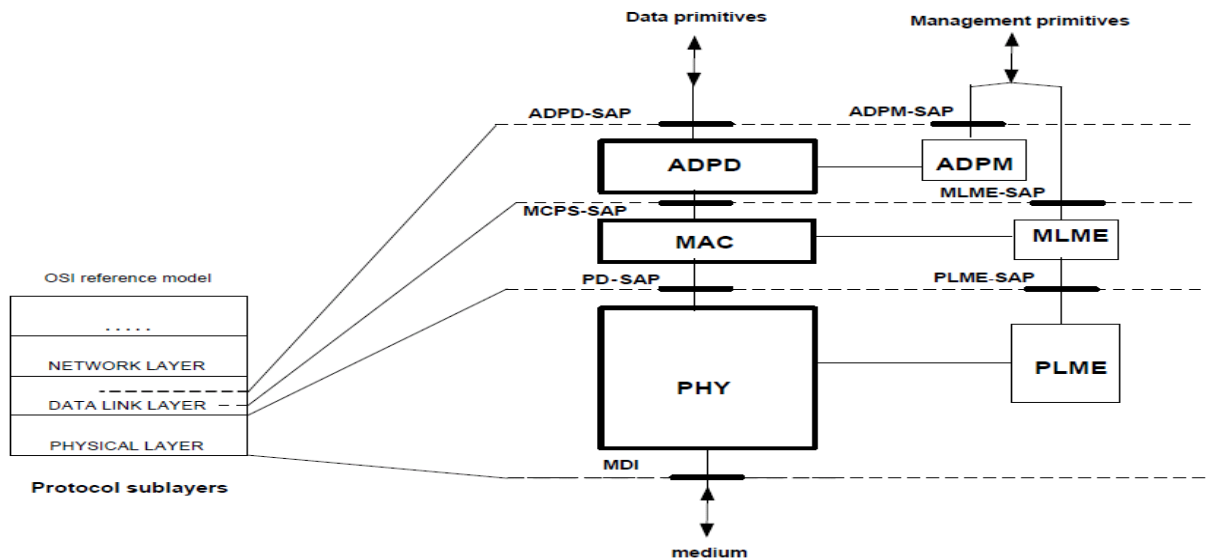 Data primitives
Management primitives
ADPD-SAP
ADPM-SAP
ADPD
ADPM
MCPS-SAP
MLME-SAP
MAC
MLME
OSI reference model
PD-SAP
PLME-SAP
.....
NETWORK LAYER
DATA LINK LAYER
PHYSICAL LAYER
PHY
PLME
MDI
Protocol sublayers
medium